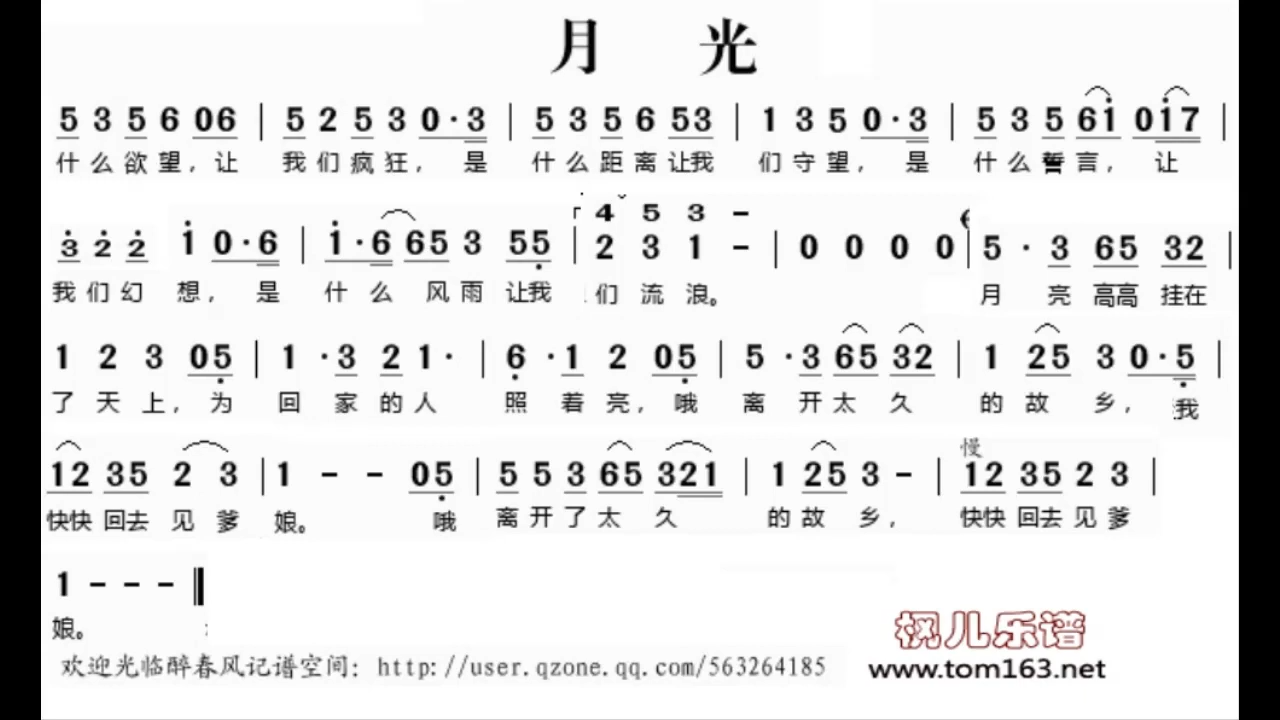 月 光
5 3 5 6 06 | 5 2 5 3 0·3 | 5 3 5 6 53 | 1 3 5 0·3 | 5 3 5 6i 0i7 |
什么欲望，让 我们疯狂，是 什么距离让我 们守望，是 什么誓言，让
4 5 3 –
3 2 2 1 0·6 | 1·6 65 3 55 | 2 3 1 – | 0 0 0 0 | 5 · 3 65 32 |
我们幻 想，是 什么 风雨让我 们流浪。 月 亮高高挂在
1 2 3 05 | 1 ·3 2 1· | 6 ·1 2 05 | 5 ·3 65 32 | 1 25 3 0·5 |
了天上，为 回家的人 照着亮，哦 离开太久 的故乡，我
慢
12 35 2 3 | 1 – – 05 | 5 5 3 65 321 | 1 25 3 – | 12 35 2 3 |
快快回去见爹 娘。 哦 离开了太久 的故乡， 快快回去见爹
1 – – –
娘。
枫儿乐谱
欢迎光临醉春风记谱空间：http://user.qzone.qq.com/563264185
www.tom163.net